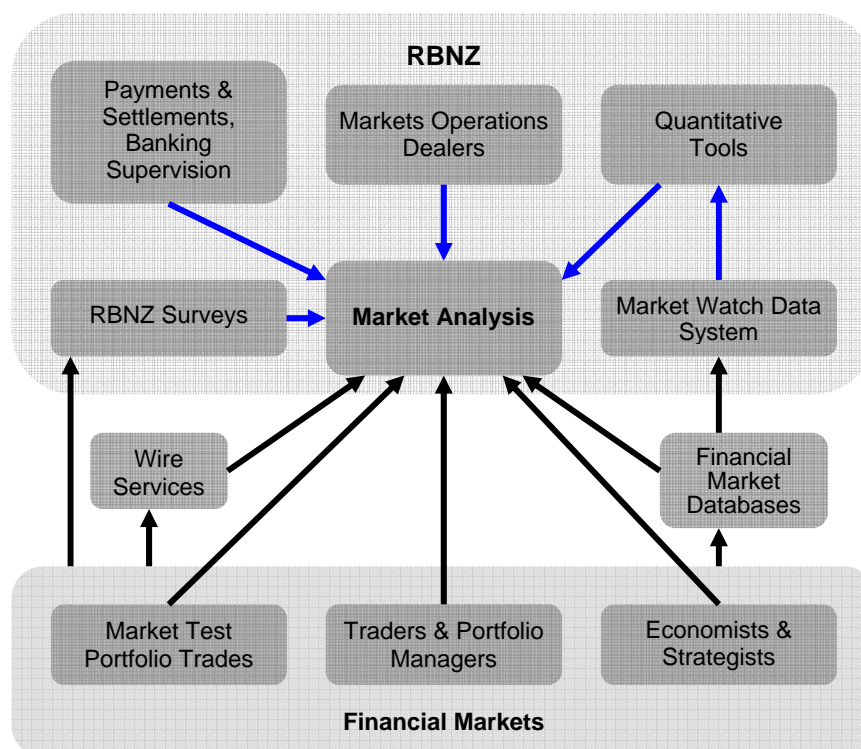 RBNZ
Payments &
Settlements,
Banking
Supervision
Markets Operations
Dealers
Quantitative
Tools
RBNZ Surveys
Market Analysis
Market Watch Data
System
Wire
Services
Financial
Market
Databases
Market Test
Portfolio Trades
Traders & Portfolio
Managers
Economists &
Strategists
Financial Markets